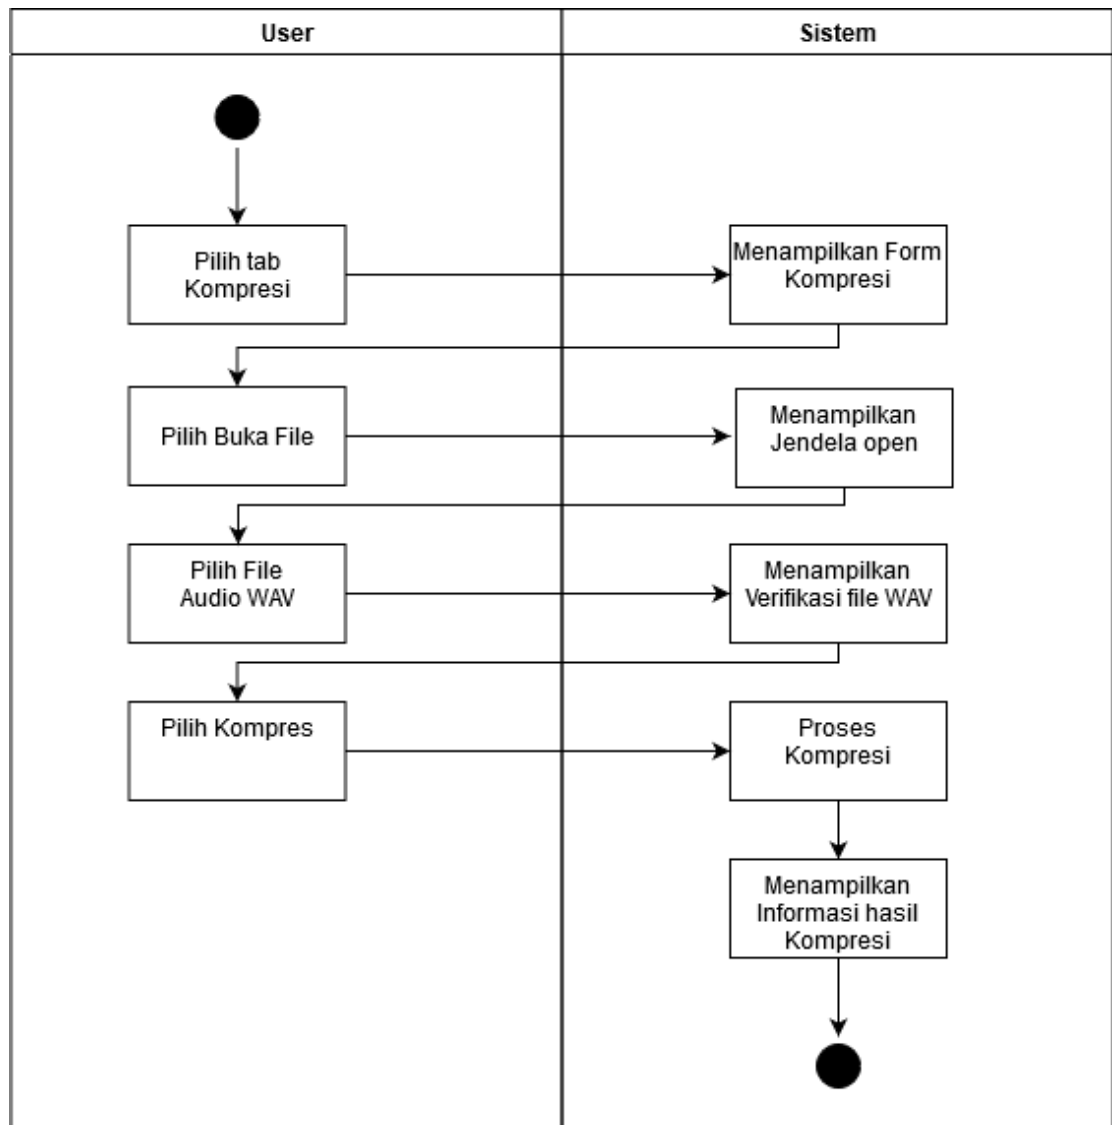 User
Sistem
Pilih tab
Kompresi
Menampilkan Form
Kompresi
Pilih Buka File
Menampilkan
Jendela open
Pilih File
Audio WAV
Menampilkan
Verifikasi file WAV
Pilih Kompres
Proses
Kompresi
Menampilkan
Informasi hasil
Kompresi